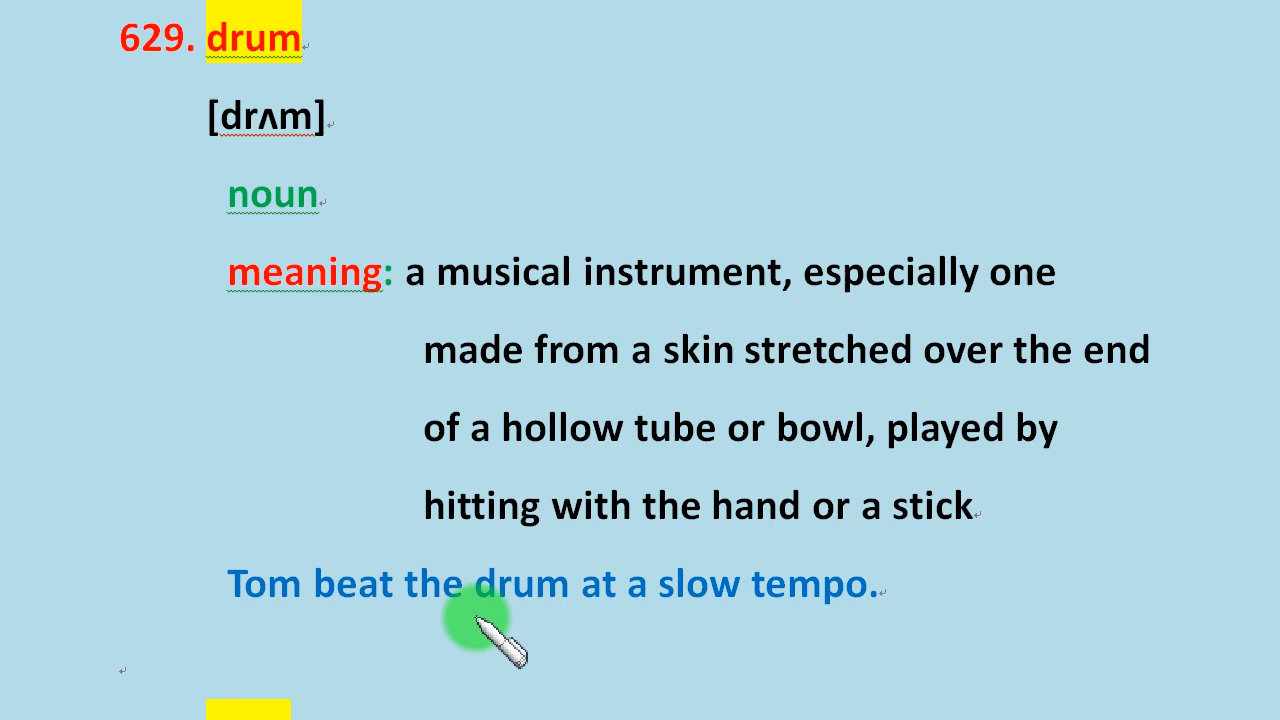 629. drum
[drʌm]
noun
meaning: a musical instrument, especially one
made from a skin stretched over the end
of a hollow tube or bowl, played by
hitting with the hand or a stick
Tom beat the drum at a slow tempo.